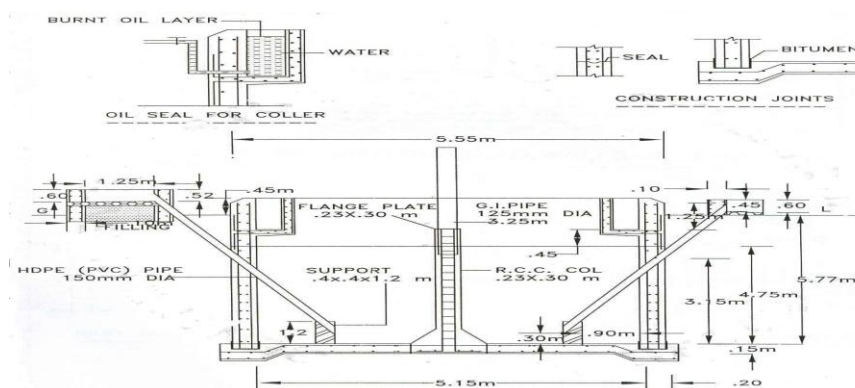 BURNT OIL LAYER
WATER
OIL SEAL FOR COLLER
SEAL
BITUMEN
CONSTRUCTION JOINTS
5.55m
1.25m
.60
.52
.45m
G
FILLING
FLANGE PLATE
.23X.30 m
G.I.PIPE
125mm DIA
3.25m
.45
.10
.45
.60
L
1.25m
HDPE (PVC) PIPE
150mm DIA
SUPPORT
.4x.4x1.2 m
R.C.C. COL
.23X.30 m
5.77m
4.75m
3.15m
1.2
.30m
.90m
.15m
5.15m
.20